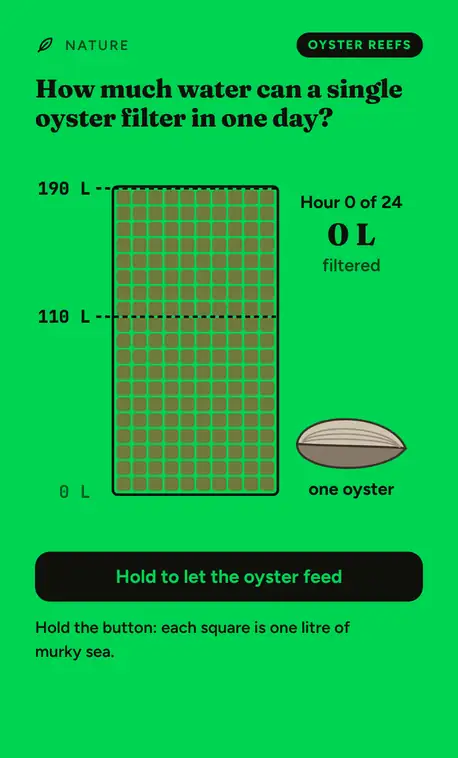 NATURE
OYSTER REEFS
How much water can a single
oyster filter in one day?
190 L
Hour 0 of 24
0 L
filtered
110 L
0 L
one oyster
Hold to let the oyster feed
Hold the button: each square is one litre of
murky sea.